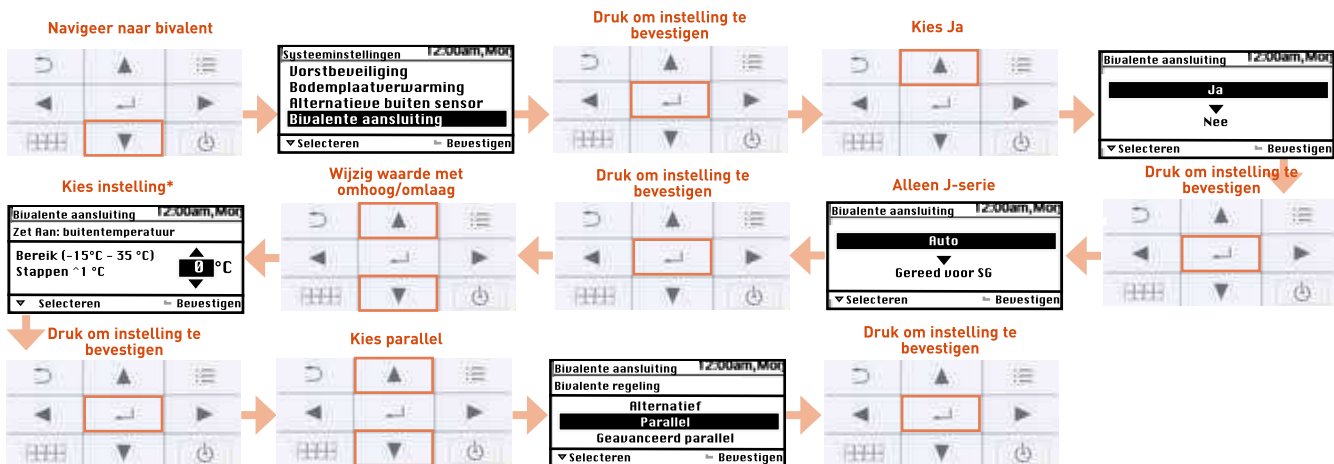 Navigeer naar bivalent
Systeeminstellingen 12:00am,Mon
Vorstbeveiliging
Bodemplaatverwarming
Alternatieve buiten sensor
Bivalente aansluiting
Selecteren Bevestigen
Druk om instelling te
bevestigen
Kies Ja
Bivalente aansluiting 12:00am,Mon
Ja
Nee
Selecteren Bevestigen
Druk om instelling te
bevestigen
Alleen J-serie
Bivalente aansluiting 12:00am,Mon
Auto
Gereed voor SG
Selecteren Bevestigen
Druk om instelling te
bevestigen
Wijzig waarde met
omhoog/omlaag
Kies instelling*
Bivalente aansluiting 12:00am,Mon
Zet Aan: buitentemperatuur
Bereik (-15°C - 35 °C)
Stappen ^1 °C
0 °C
Selecteren Bevestigen
Druk om instelling te
bevestigen
Kies parallel
Bivalente aansluiting 12:00am,Mon
Bivalente regeling
Alternatief
Parallel
Geavanceerd parallel
Selecteren Bevestigen
Druk om instelling te
bevestigen